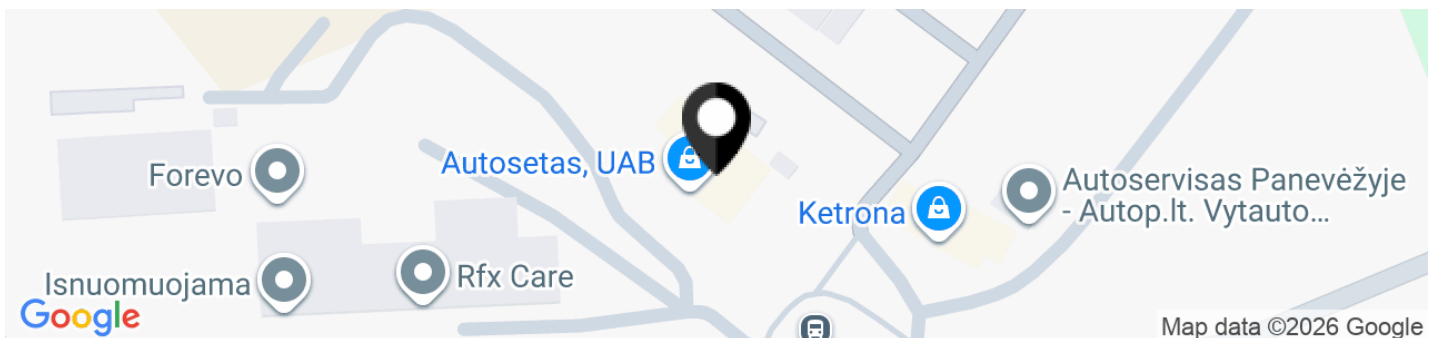 Autosetas, UAB
Forevo
Autoservisas Panevėžyje
- Autop.lt. Vytauto...
Ketrona
Isnuomuojama
Rfx Care
Google
Map data ©2026 Google